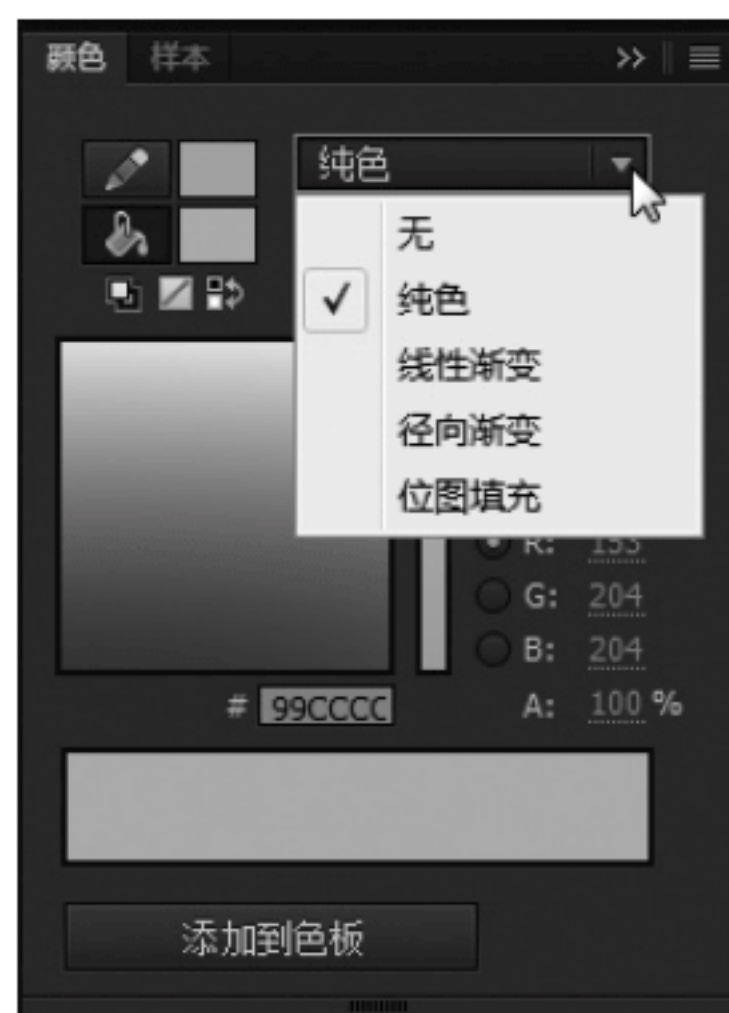 颜色 样本
纯色
无
纯色
线性渐变
径向渐变
位图填充
R: 153
G: 204
B: 204
# 99CCCC A: 100 %
添加到色板